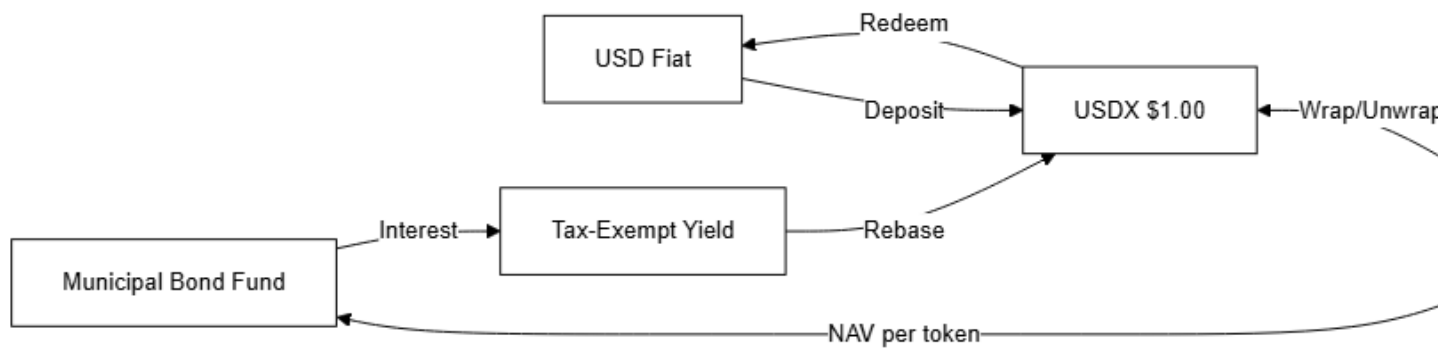 Redeem
USD Fiat
Deposit
USDX $1.00
Wrap/Unwrap
Interest
Tax-Exempt Yield
Rebase
Municipal Bond Fund
NAV per token